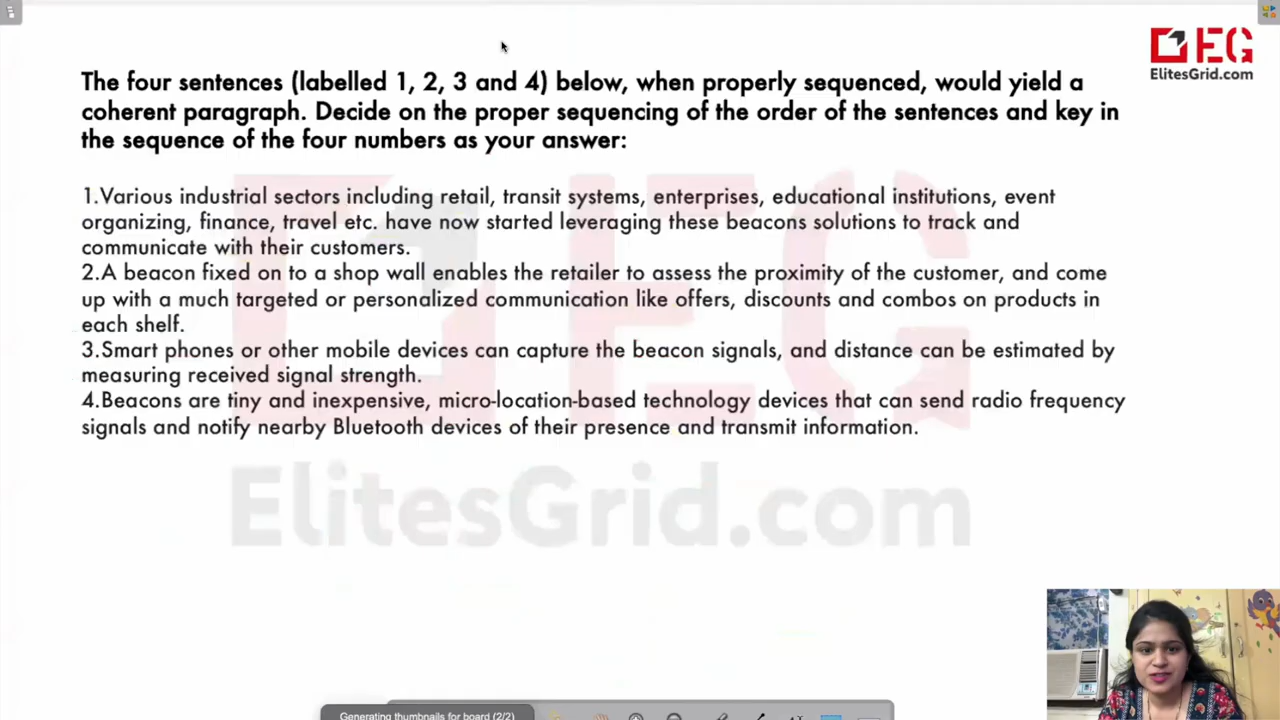 EG
ElitesGrid.com
The four sentences (labelled 1, 2, 3 and 4) below, when properly sequenced, would yield a
coherent paragraph. Decide on the proper sequencing of the order of the sentences and key in
the sequence of the four numbers as your answer:
1.Various industrial sectors including retail, transit systems, enterprises, educational institutions, event
organizing, finance, travel etc. have now started leveraging these beacons solutions to track and
communicate with their customers.
2.A beacon fixed on to a shop wall enables the retailer to assess the proximity of the customer, and come
up with a much targeted or personalized communication like offers, discounts and combos on products in
each shelf.
3.Smart phones or other mobile devices can capture the beacon signals, and distance can be estimated by
measuring received signal strength.
4.Beacons are tiny and inexpensive, micro-location-based technology devices that can send radio frequency
signals and notify nearby Bluetooth devices of their presence and transmit information.
EG
ElitesGrid.com
Generating thumbnails for board (2/2)